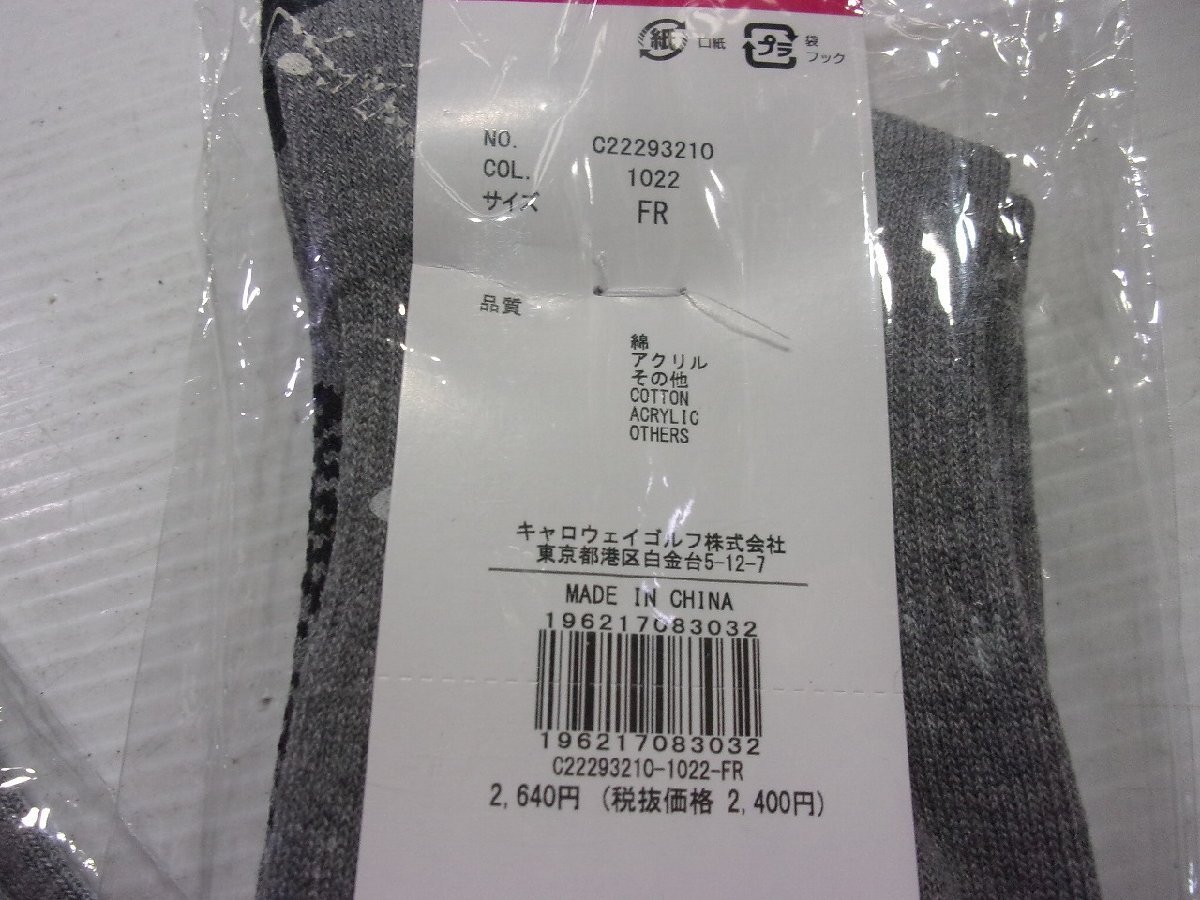 紙 口紙 プラ 袋
フック
NO. C22293210
COL. 1022
サイズ FR
品質
綿
アクリル
その他
COTTON
ACRYLIC
OTHERS
キャロウェイゴルフ株式会社
東京都港区白金台5-12-7
MADE IN CHINA
196217083032
196217083032
C22293210-1022-FR
2,640円 (税抜価格 2,400円)